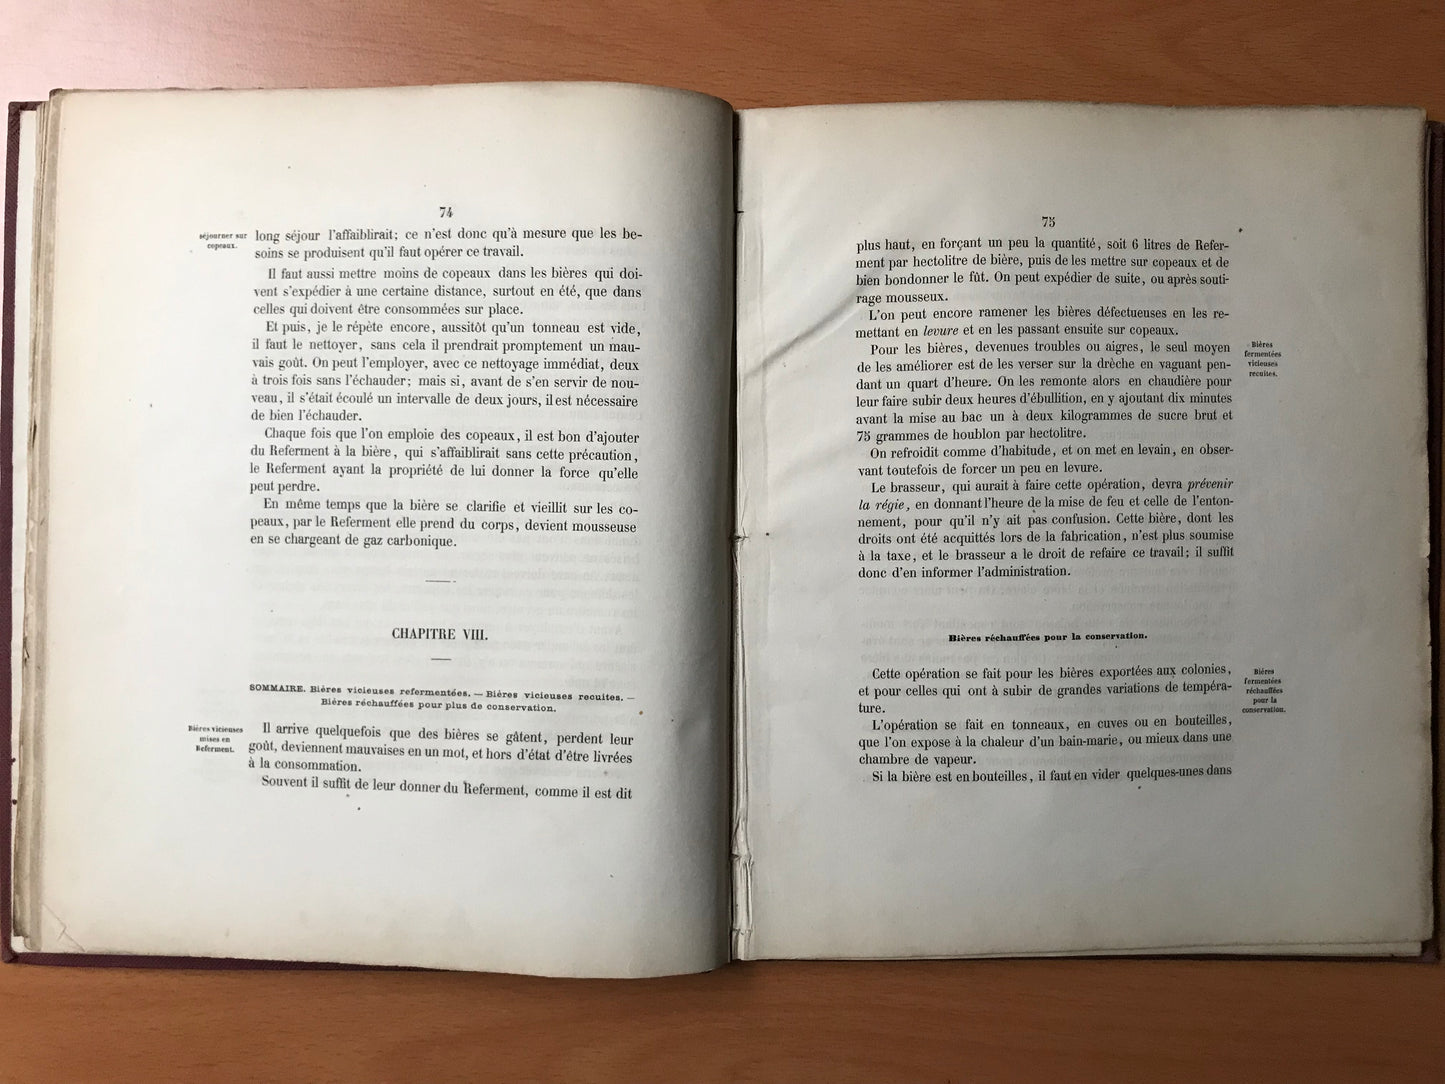 74
séjourner sur
copeaux.
long séjour l'affaiblirait; ce n'est donc qu'à mesure que les be-
soins se produisent qu'il faut opérer ce travail.
Il faut aussi mettre moins de copeaux dans les bières qui doi-
vent s'expédier à une certaine distance, surtout en été, que dans
celles qui doivent être consommées sur place.
Et puis, je le répète encore, aussitôt qu'un tonneau est vide,
il faut le nettoyer, sans cela il prendrait promptement un mau-
vais goût. On peut l'employer, avec ce nettoyage immédiat, deux
à trois fois sans l'échauder; mais si, avant de s'en servir de nou-
veau, il s'était écoulé un intervalle de deux jours, il est nécessaire
de bien l'échauder.
Chaque fois que l'on emploie des copeaux, il est bon d'ajouter
du Referment à la bière, qui s'affaiblirait sans cette précaution,
le Referment ayant la propriété de lui donner la force qu'elle
peut perdre.
En même temps que la bière se clarifie et vieillit sur les co-
peaux, par le Referment elle prend du corps, devient mousseuse
en se chargeant de gaz carbonique.
CHAPITRE VIII.
SOMMAIRE. Bières vicieuses refermentées. — Bières vicieuses recuites. —
Bières réchauffées pour plus de conservation.
Bières vicieuses
mises en
Referment.
Il arrive quelquefois que des bières se gâtent, perdent leur
goût, deviennent mauvaises en un mot, et hors d'état d'être livrées
à la consommation.
Souvent il suffit de leur donner du Referment, comme il est dit
75
plus haut, en forçant un peu la quantité, soit 6 litres de Refer-
ment par hectolitre de bière, puis de les mettre sur copeaux et de
bien bondonner le fût. On peut expédier de suite, ou après souti-
rage mousseux.
L'on peut encore ramener les bières défectueuses en les re-
mettant en levure et en les passant ensuite sur copeaux.
Pour les bières, devenues troubles ou aigres, le seul moyen
de les améliorer est de les verser sur la drèche en vaguant pen-
dant un quart d'heure. On les remonte alors en chaudière pour
leur faire subir deux heures d'ébullition, en y ajoutant dix minutes
avant la mise au bac un à deux kilogrammes de sucre brut et
75 grammes de houblon par hectolitre.
On refroidit comme d'habitude, et on met en levain, en obser-
vant toutefois de forcer un peu en levure.
Le brasseur, qui aurait à faire cette opération, devra prévenir
la régie, en donnant l'heure de la mise de feu et celle de l'enton-
nement, pour qu'il n'y ait pas confusion. Cette bière, dont les
droits ont été acquittés lors de la fabrication, n'est plus soumise
à la taxe, et le brasseur a le droit de refaire ce travail; il suffit
donc d'en informer l'administration.
Bières
fermentées
vicieuses
recuites.
Bières réchauffées pour la conservation.
Cette opération se fait pour les bières exportées aux colonies,
et pour celles qui ont à subir de grandes variations de tempéra-
ture.
L'opération se fait en tonneaux, en cuves ou en bouteilles,
que l'on expose à la chaleur d'un bain-marie, ou mieux dans une
chambre de vapeur.
Si la bière est en bouteilles, il faut en vider quelques-unes dans
Bières
fermentées
réchauffées
pour la
conservation.